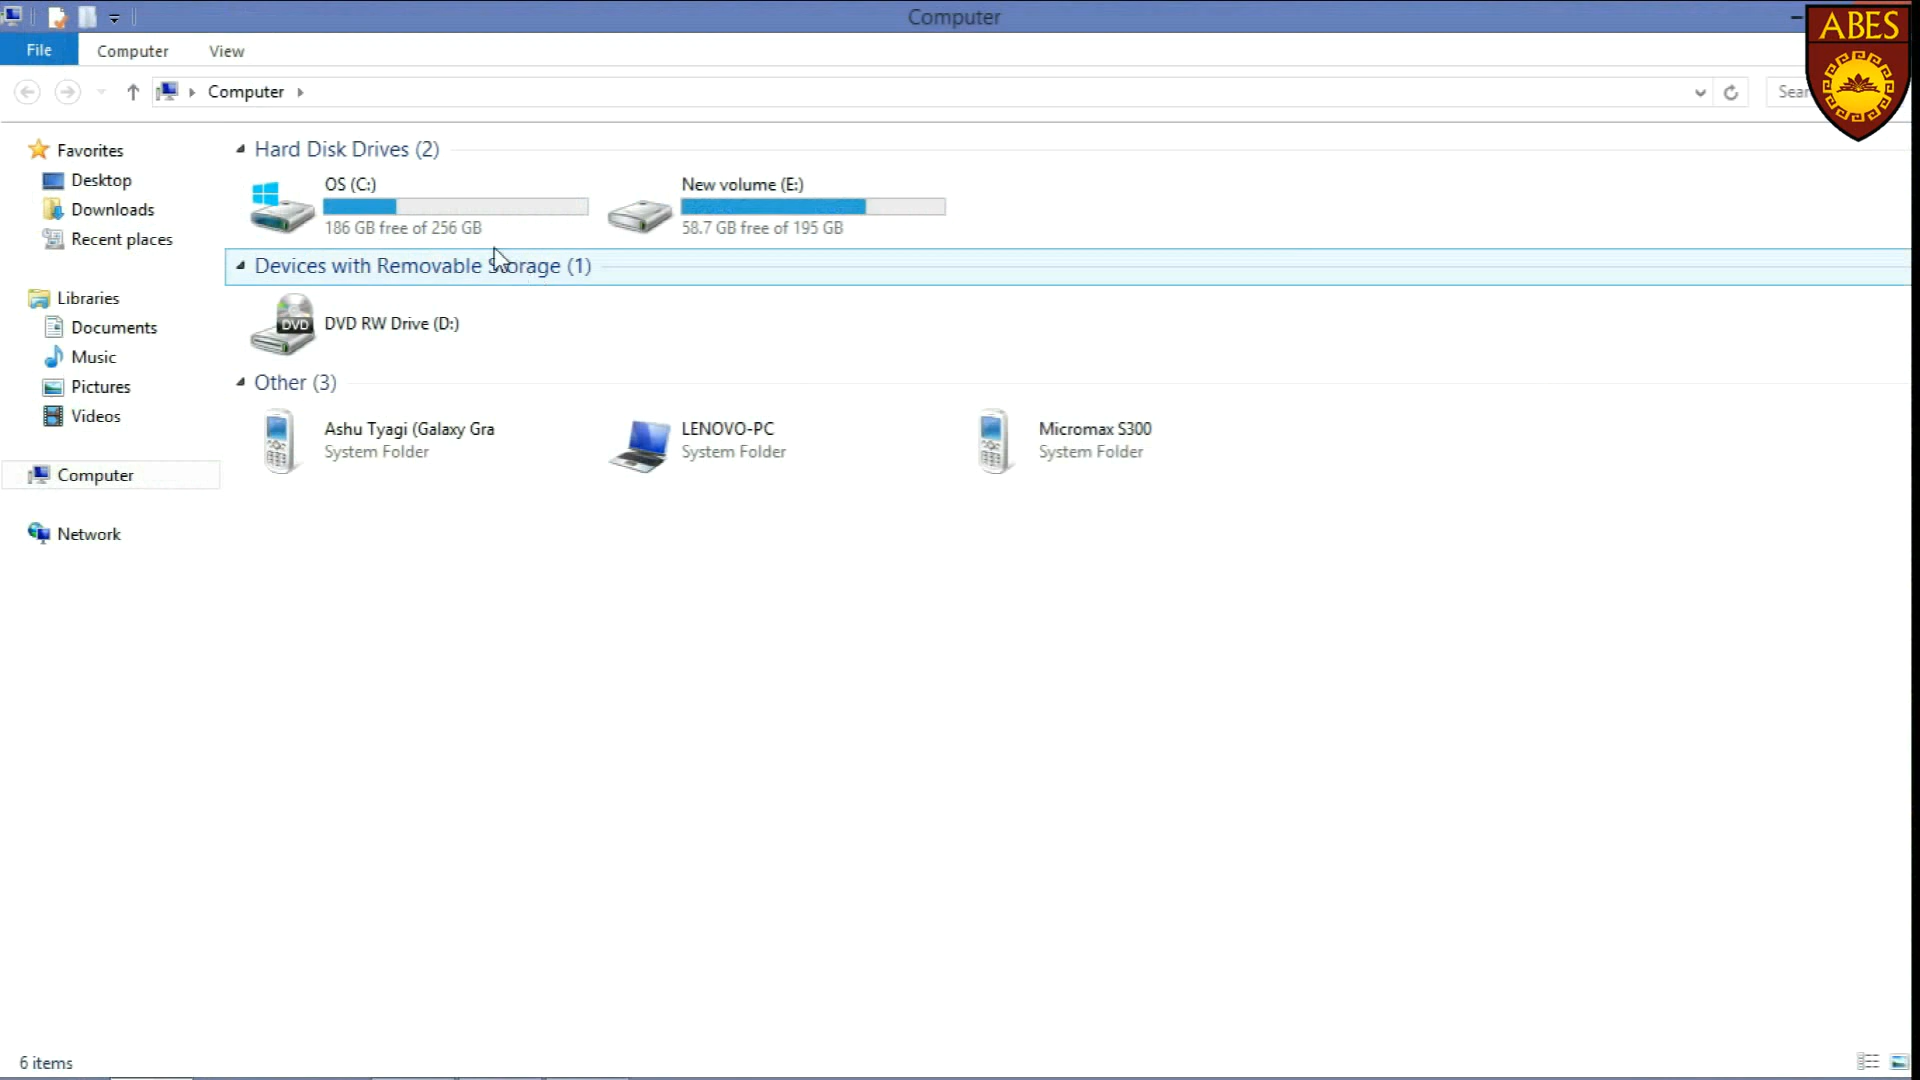 Computer
File
Computer
View
Computer
Sear
ABES
Favorites
Desktop
Downloads
Recent places
Libraries
Documents
Music
Pictures
Videos
Computer
Network
Hard Disk Drives (2)
OS (C:)
186 GB free of 256 GB
New volume (E:)
58.7 GB free of 195 GB
Devices with Removable Storage (1)
DVD
DVD RW Drive (D:)
Other (3)
Ashu Tyagi (Galaxy Gra
System Folder
LENOVO-PC
System Folder
Micromax S300
System Folder
6 items